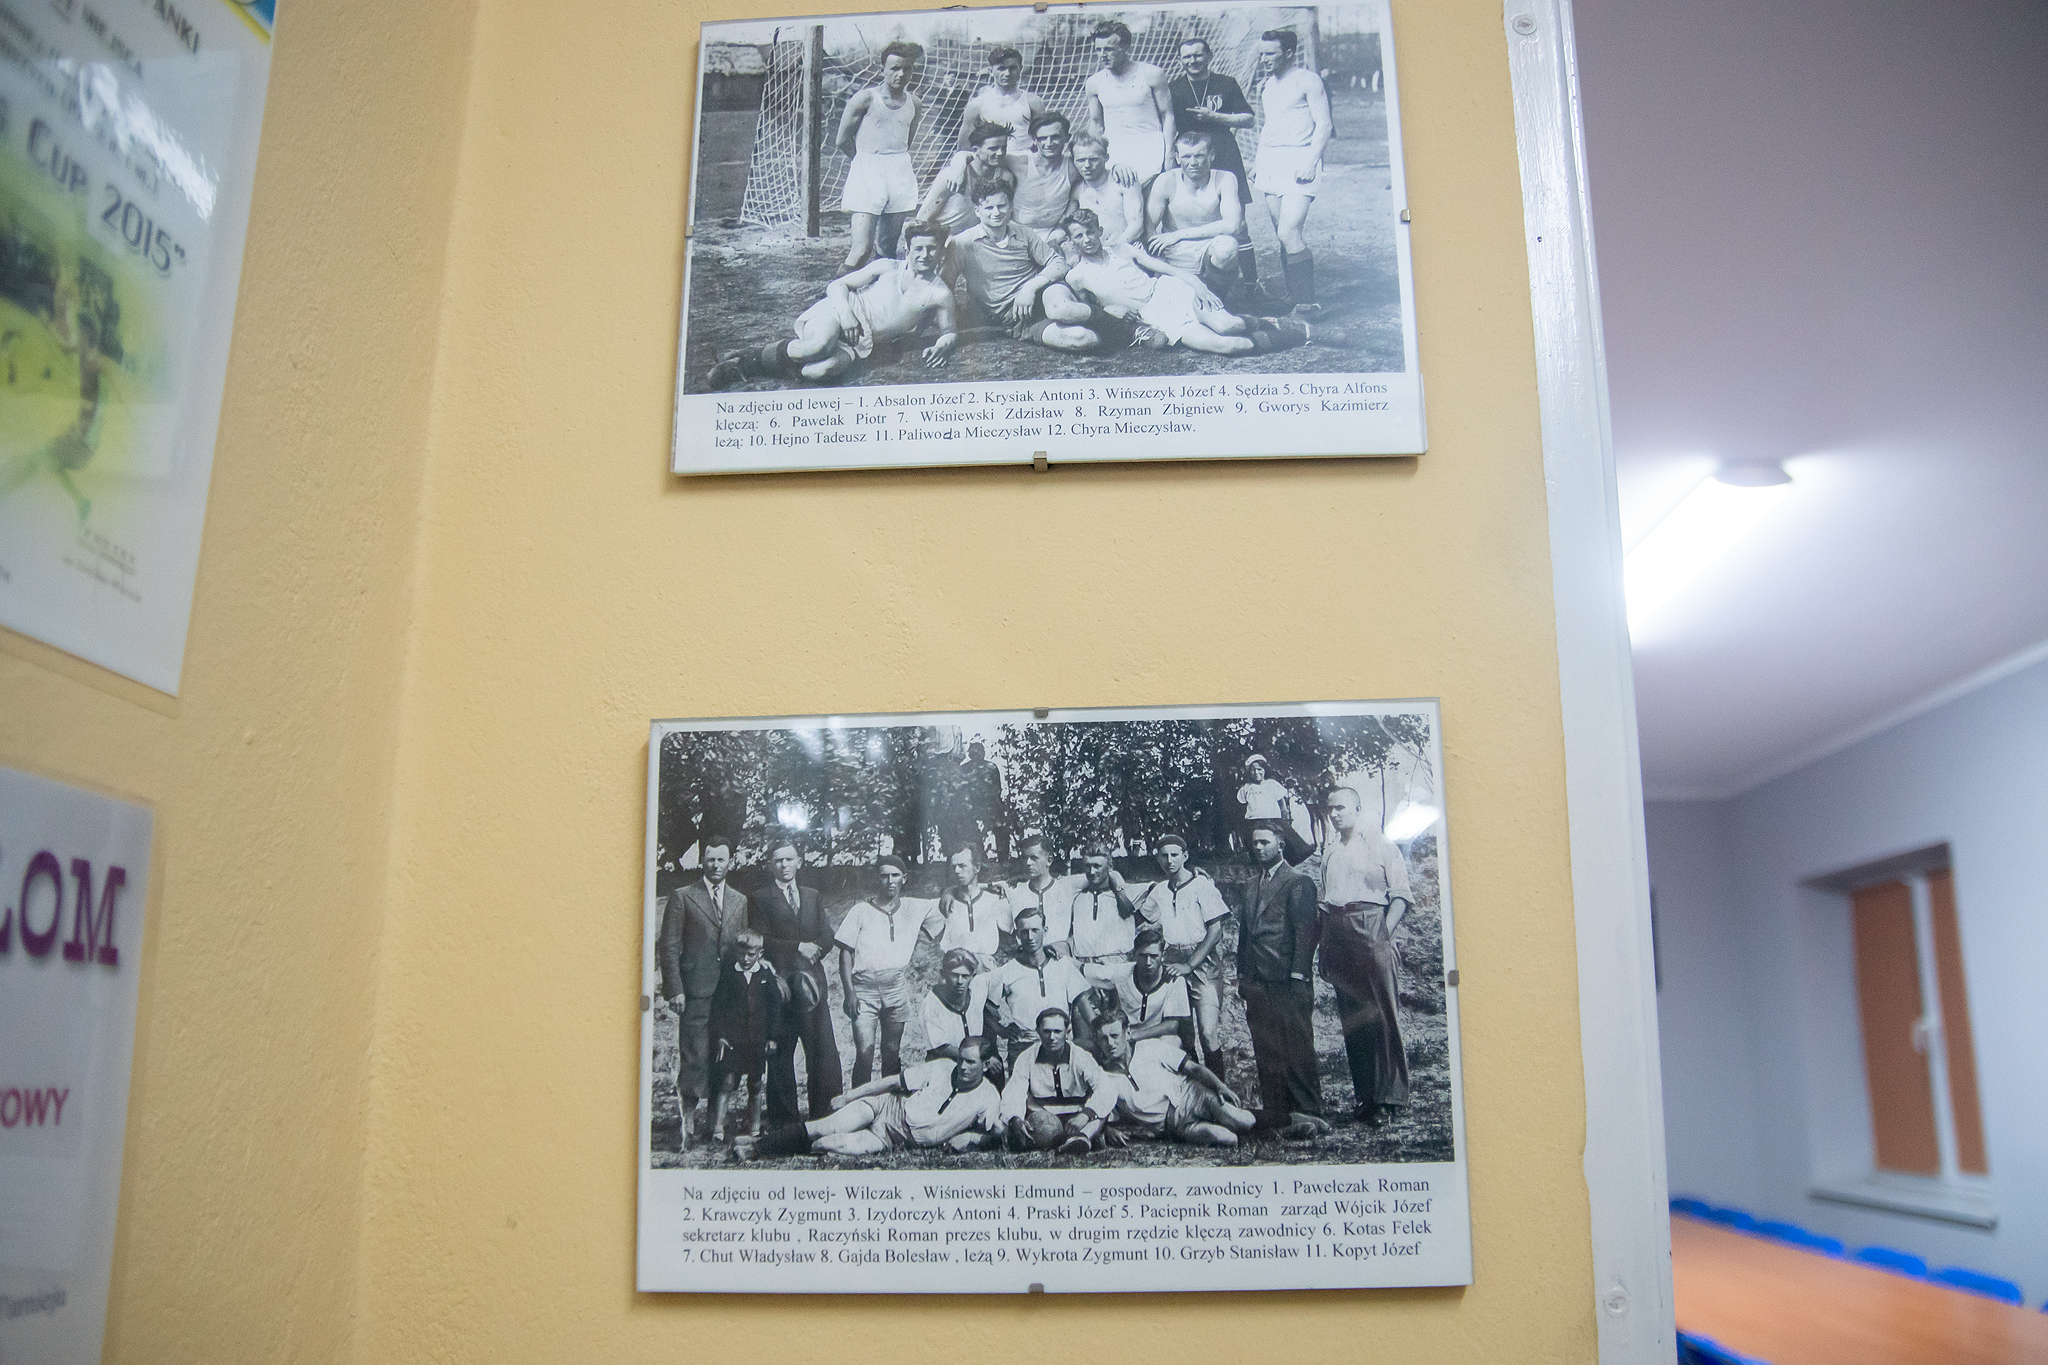 ANKI
MIEJSCA
CUP 2015"
LOM
TOWY
Turnieju
Na zdjęciu od lewej – 1. Absalon Józef 2. Krysiak Antoni 3. Wińszczyk Józef 4. Sędzia 5. Chyra Alfons
klęczą: 6. Pawelak Piotr 7. Wiśniewski Zdzisław 8. Rzyman Zbigniew 9. Gworys Kazimierz
leżą: 10. Hejno Tadeusz 11. Paliwoda Mieczysław 12. Chyra Mieczysław.
Na zdjęciu od lewej- Wilczak , Wiśniewski Edmund – gospodarz, zawodnicy 1. Pawełczak Roman
2. Krawczyk Zygmunt 3. Izydorczyk Antoni 4. Praski Józef 5. Paciepnik Roman zarząd Wójcik Józef
sekretarz klubu , Raczyński Roman prezes klubu, w drugim rzędzie klęczą zawodnicy 6. Kotas Felek
7. Chut Władysław 8. Gajda Bolesław , leżą 9. Wykrota Zygmunt 10. Grzyb Stanisław 11. Kopyt Józef